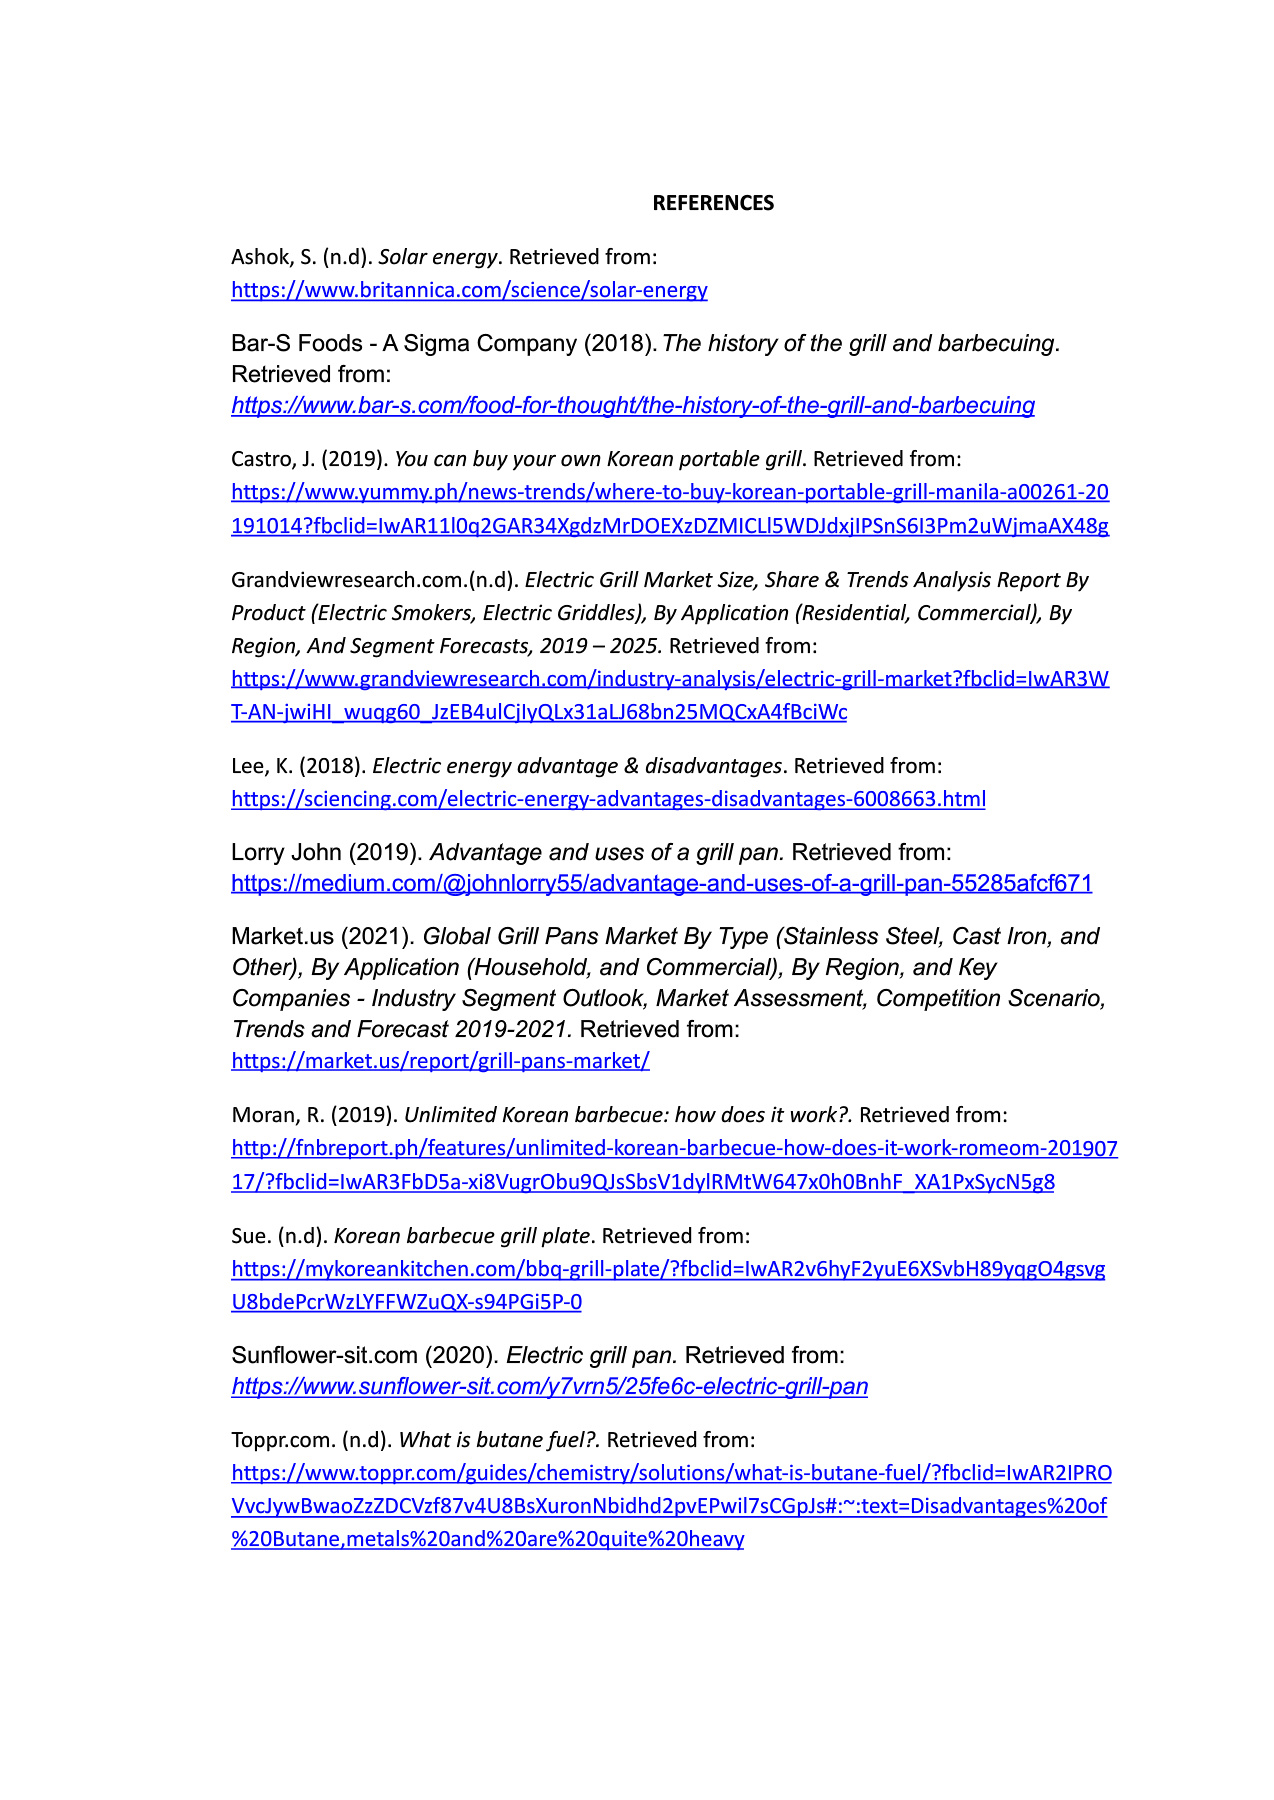 REFERENCES
Ashok, S. (n.d). Solar energy. Retrieved from:
https://www.britannica.com/science/solar-energy
Bar-S Foods - A Sigma Company (2018). The history of the grill and barbecuing.
Retrieved from:
https://www.bar-s.com/food-for-thought/the-history-of-the-grill-and-barbecuing
Castro, J. (2019). You can buy your own Korean portable grill. Retrieved from:
https://www.yummy.ph/news-trends/where-to-buy-korean-portable-grill-manila-a00261-20
191014?fbclid=IwAR11l0q2GAR34XgdzMrDOEXzDZMICLl5WDJdxjIPSnS6I3Pm2uWjmaAX48g
Grandviewresearch.com.(n.d). Electric Grill Market Size, Share & Trends Analysis Report By
Product (Electric Smokers, Electric Griddles), By Application (Residential, Commercial), By
Region, And Segment Forecasts, 2019 – 2025. Retrieved from:
https://www.grandviewresearch.com/industry-analysis/electric-grill-market?fbclid=IwAR3W
T-AN-jwiHI_wuqg60_JzEB4ulCjIyQLx31aLJ68bn25MQCxA4fBciWc
Lee, K. (2018). Electric energy advantage & disadvantages. Retrieved from:
https://sciencing.com/electric-energy-advantages-disadvantages-6008663.html
Lorry John (2019). Advantage and uses of a grill pan. Retrieved from:
https://medium.com/@johnlorry55/advantage-and-uses-of-a-grill-pan-55285afcf671
Market.us (2021). Global Grill Pans Market By Type (Stainless Steel, Cast Iron, and
Other), By Application (Household, and Commercial), By Region, and Key
Companies - Industry Segment Outlook, Market Assessment, Competition Scenario,
Trends and Forecast 2019-2021. Retrieved from:
https://market.us/report/grill-pans-market/
Moran, R. (2019). Unlimited Korean barbecue: how does it work?. Retrieved from:
http://fnbreport.ph/features/unlimited-korean-barbecue-how-does-it-work-romeom-201907
17/?fbclid=IwAR3FbD5a-xi8VugrObu9QJsSbsV1dylRMtW647x0h0BnhF_XA1PxSycN5g8
Sue. (n.d). Korean barbecue grill plate. Retrieved from:
https://mykoreankitchen.com/bbq-grill-plate/?fbclid=IwAR2v6hyF2yuE6XSvbH89yqgO4gsvg
U8bdePcrWzLYFFWZuQX-s94PGi5P-0
Sunflower-sit.com (2020). Electric grill pan. Retrieved from:
https://www.sunflower-sit.com/y7vrn5/25fe6c-electric-grill-pan
Toppr.com. (n.d). What is butane fuel?. Retrieved from:
https://www.toppr.com/guides/chemistry/solutions/what-is-butane-fuel/?fbclid=IwAR2IPRO
VvcJywBwaoZzZDCVzf87v4U8BsXuronNbidhd2pvEPwil7sCGpJs#:~:text=Disadvantages%20of
%20Butane,metals%20and%20are%20quite%20heavy